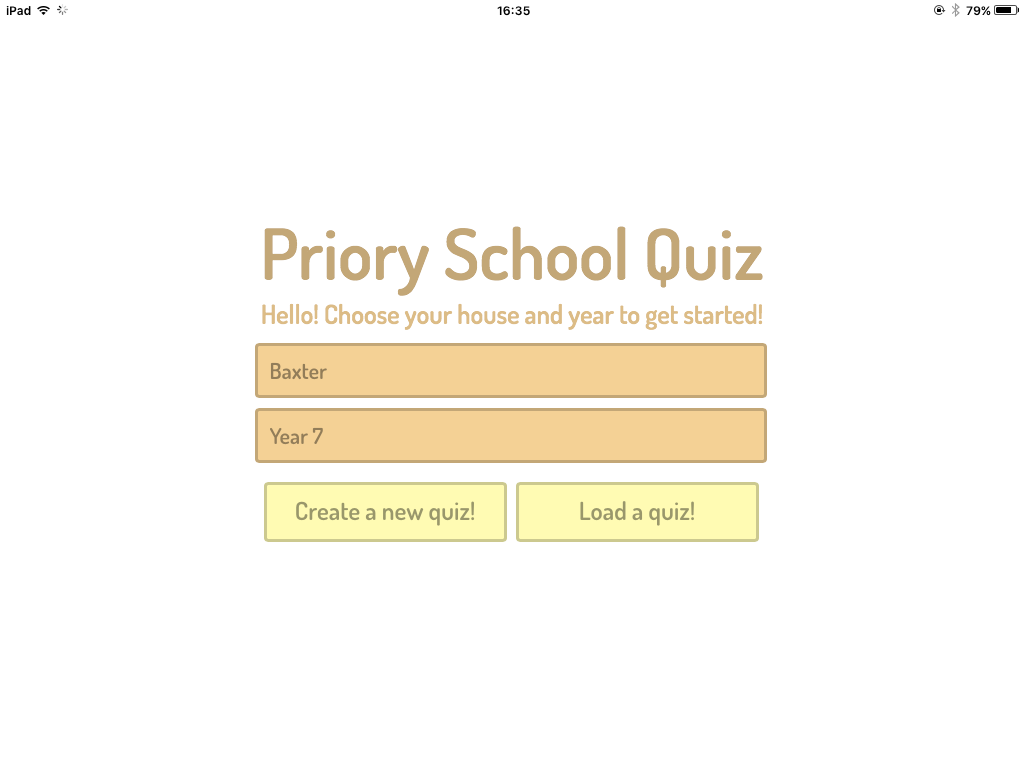 iPad 16:35 79%
Priory School Quiz
Hello! Choose your house and year to get started!
Baxter
Year 7
Create a new quiz! Load a quiz!